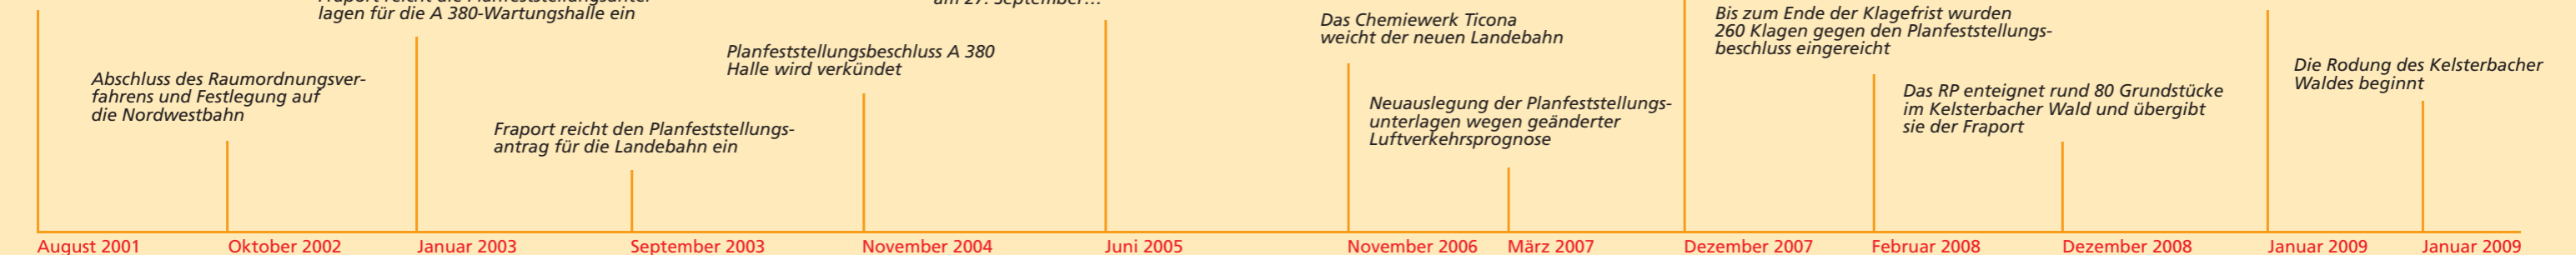 lagen für die A 380-Wartungshalle ein
am 27. September...
Das Chemiewerk Ticona
weicht der neuen Landebahn
Bis zum Ende der Klagefrist wurden
260 Klagen gegen den Planfeststellungs-
beschluss eingereicht
Planfeststellungsbeschluss A 380
Halle wird verkündet
Die Rodung des Kelsterbacher
Waldes beginnt
Abschluss des Raumordnungsver-
fahrens und Festlegung auf
die Nordwestbahn
Das RP enteignet rund 80 Grundstücke
im Kelsterbacher Wald und übergibt
sie der Fraport
Neuauslegung der Planfeststellungs-
unterlagen wegen geänderter
Luftverkehrsprognose
Fraport reicht den Planfeststellungs-
antrag für die Landebahn ein
August 2001
Oktober 2002
Januar 2003
September 2003
November 2004
Juni 2005
November 2006
März 2007
Dezember 2007
Februar 2008
Dezember 2008
Januar 2009
Januar 2009